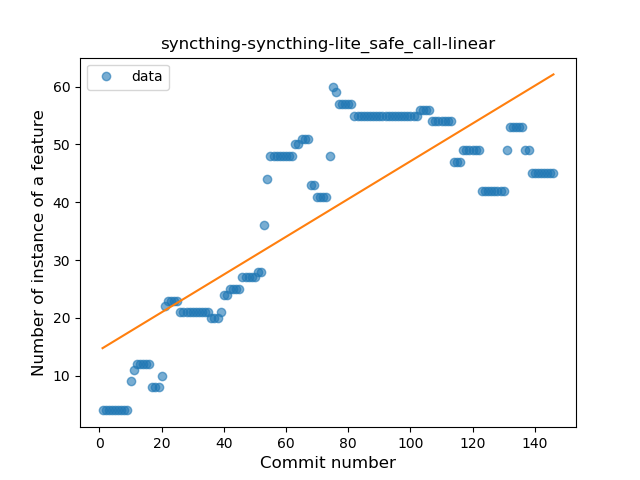 syncthing-syncthing-lite_safe_call-linear
data
Number of instance of a feature
60
50
40
30
20
10
0 20 40 60 80 100 120 140
Commit number